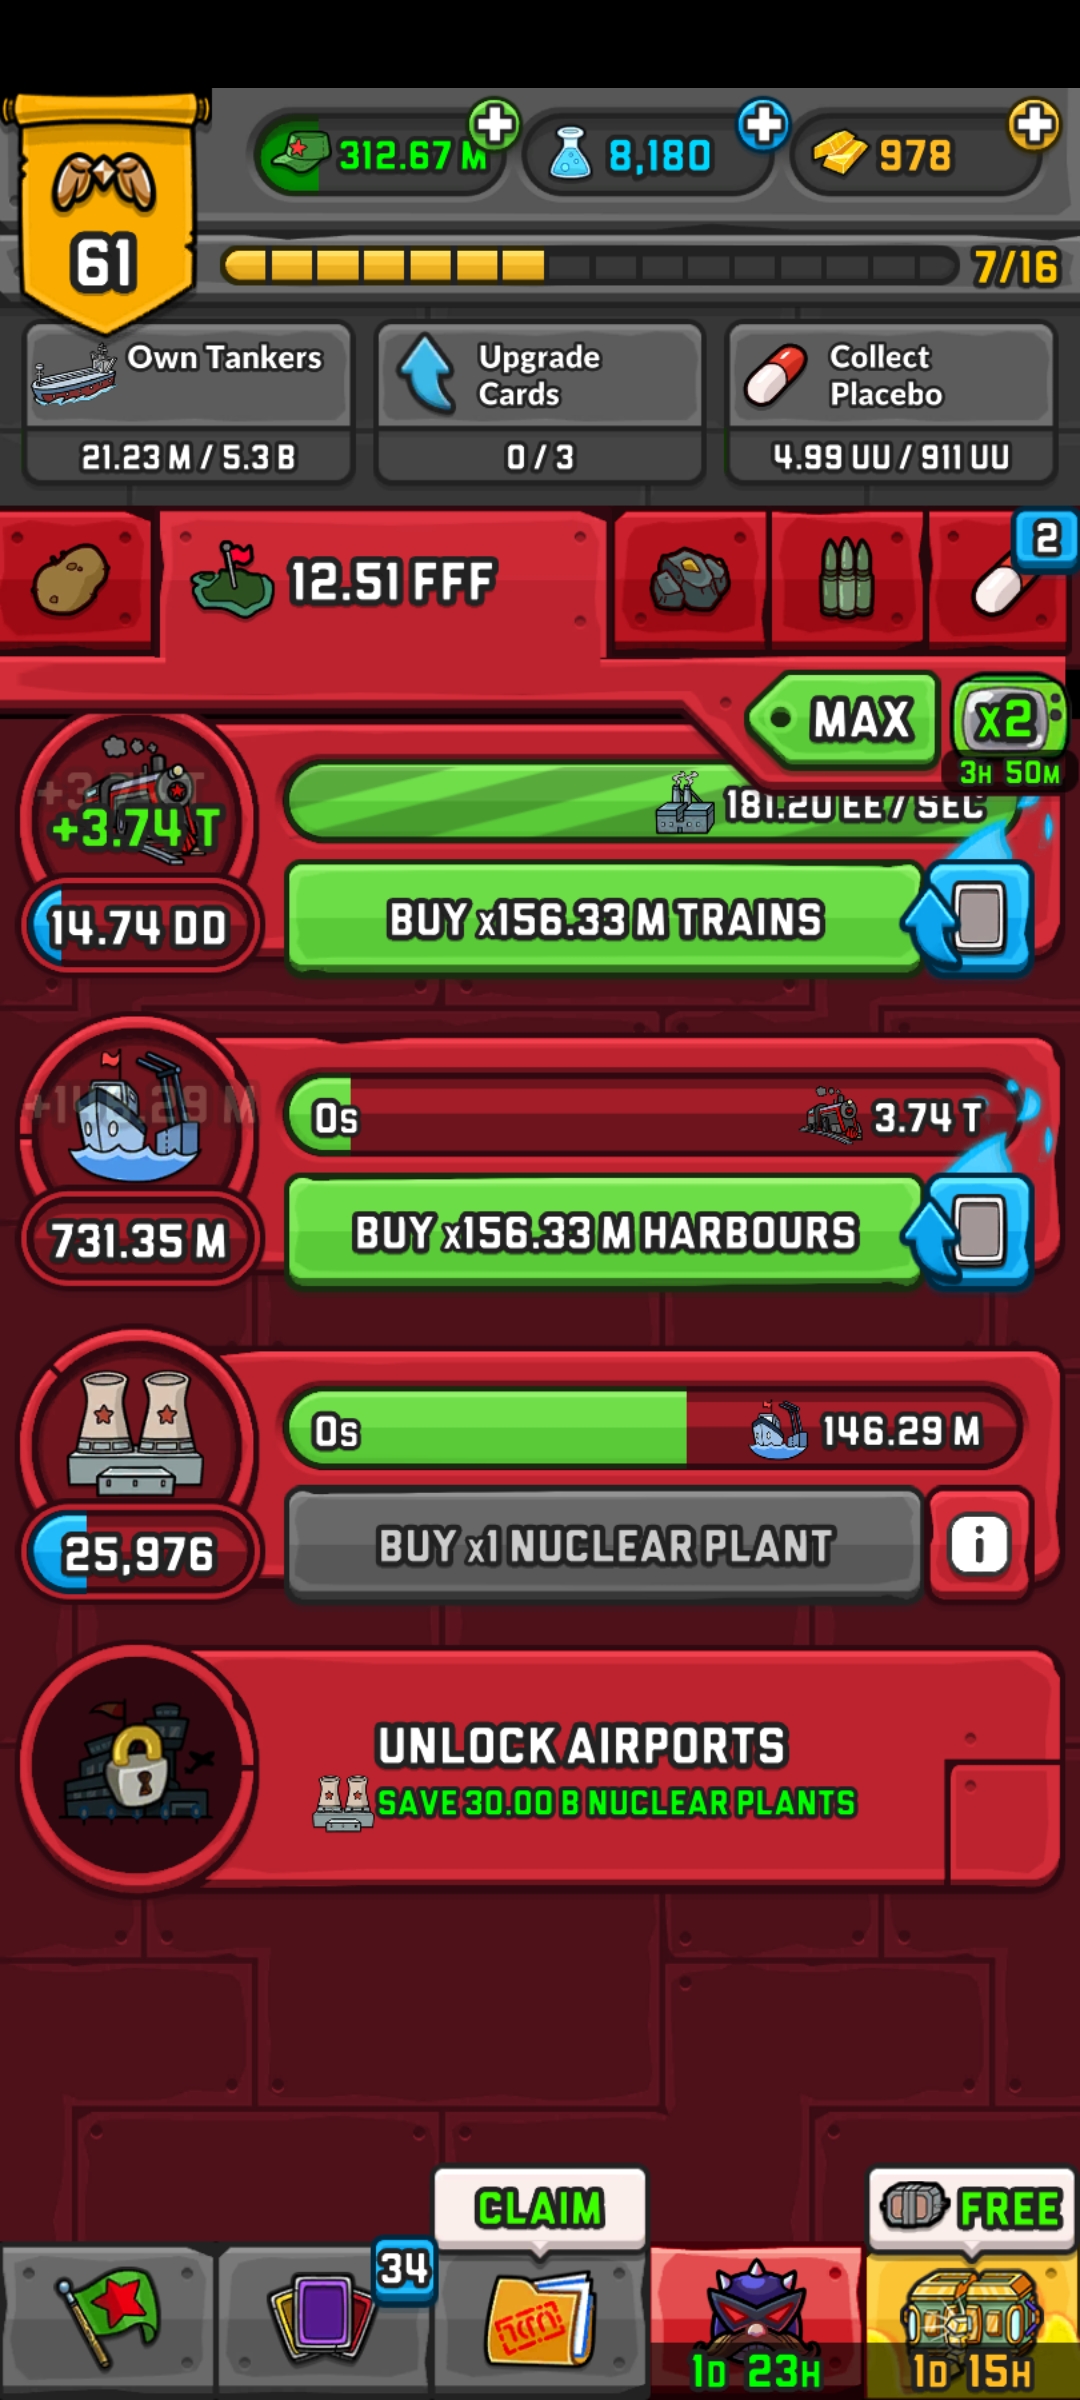 312.67 M
8,180
978
61
7/16
Own Tankers
21.23 M / 5.3 B
Upgrade
Cards
0 / 3
Collect
Placebo
4.99 UU / 911 UU
12.51 FFF
2
MAX
x2
3H 50M
+3.74 T
181.20 EE / SEC
14.74 DD
BUY x156.33 M TRAINS
0s
3.74 T
731.35 M
BUY x156.33 M HARBOURS
0s
146.29 M
25,976
BUY x1 NUCLEAR PLANT
i
UNLOCK AIRPORTS
SAVE 30.00 B NUCLEAR PLANTS
CLAIM
FREE
34
1D 23H
1D 15H